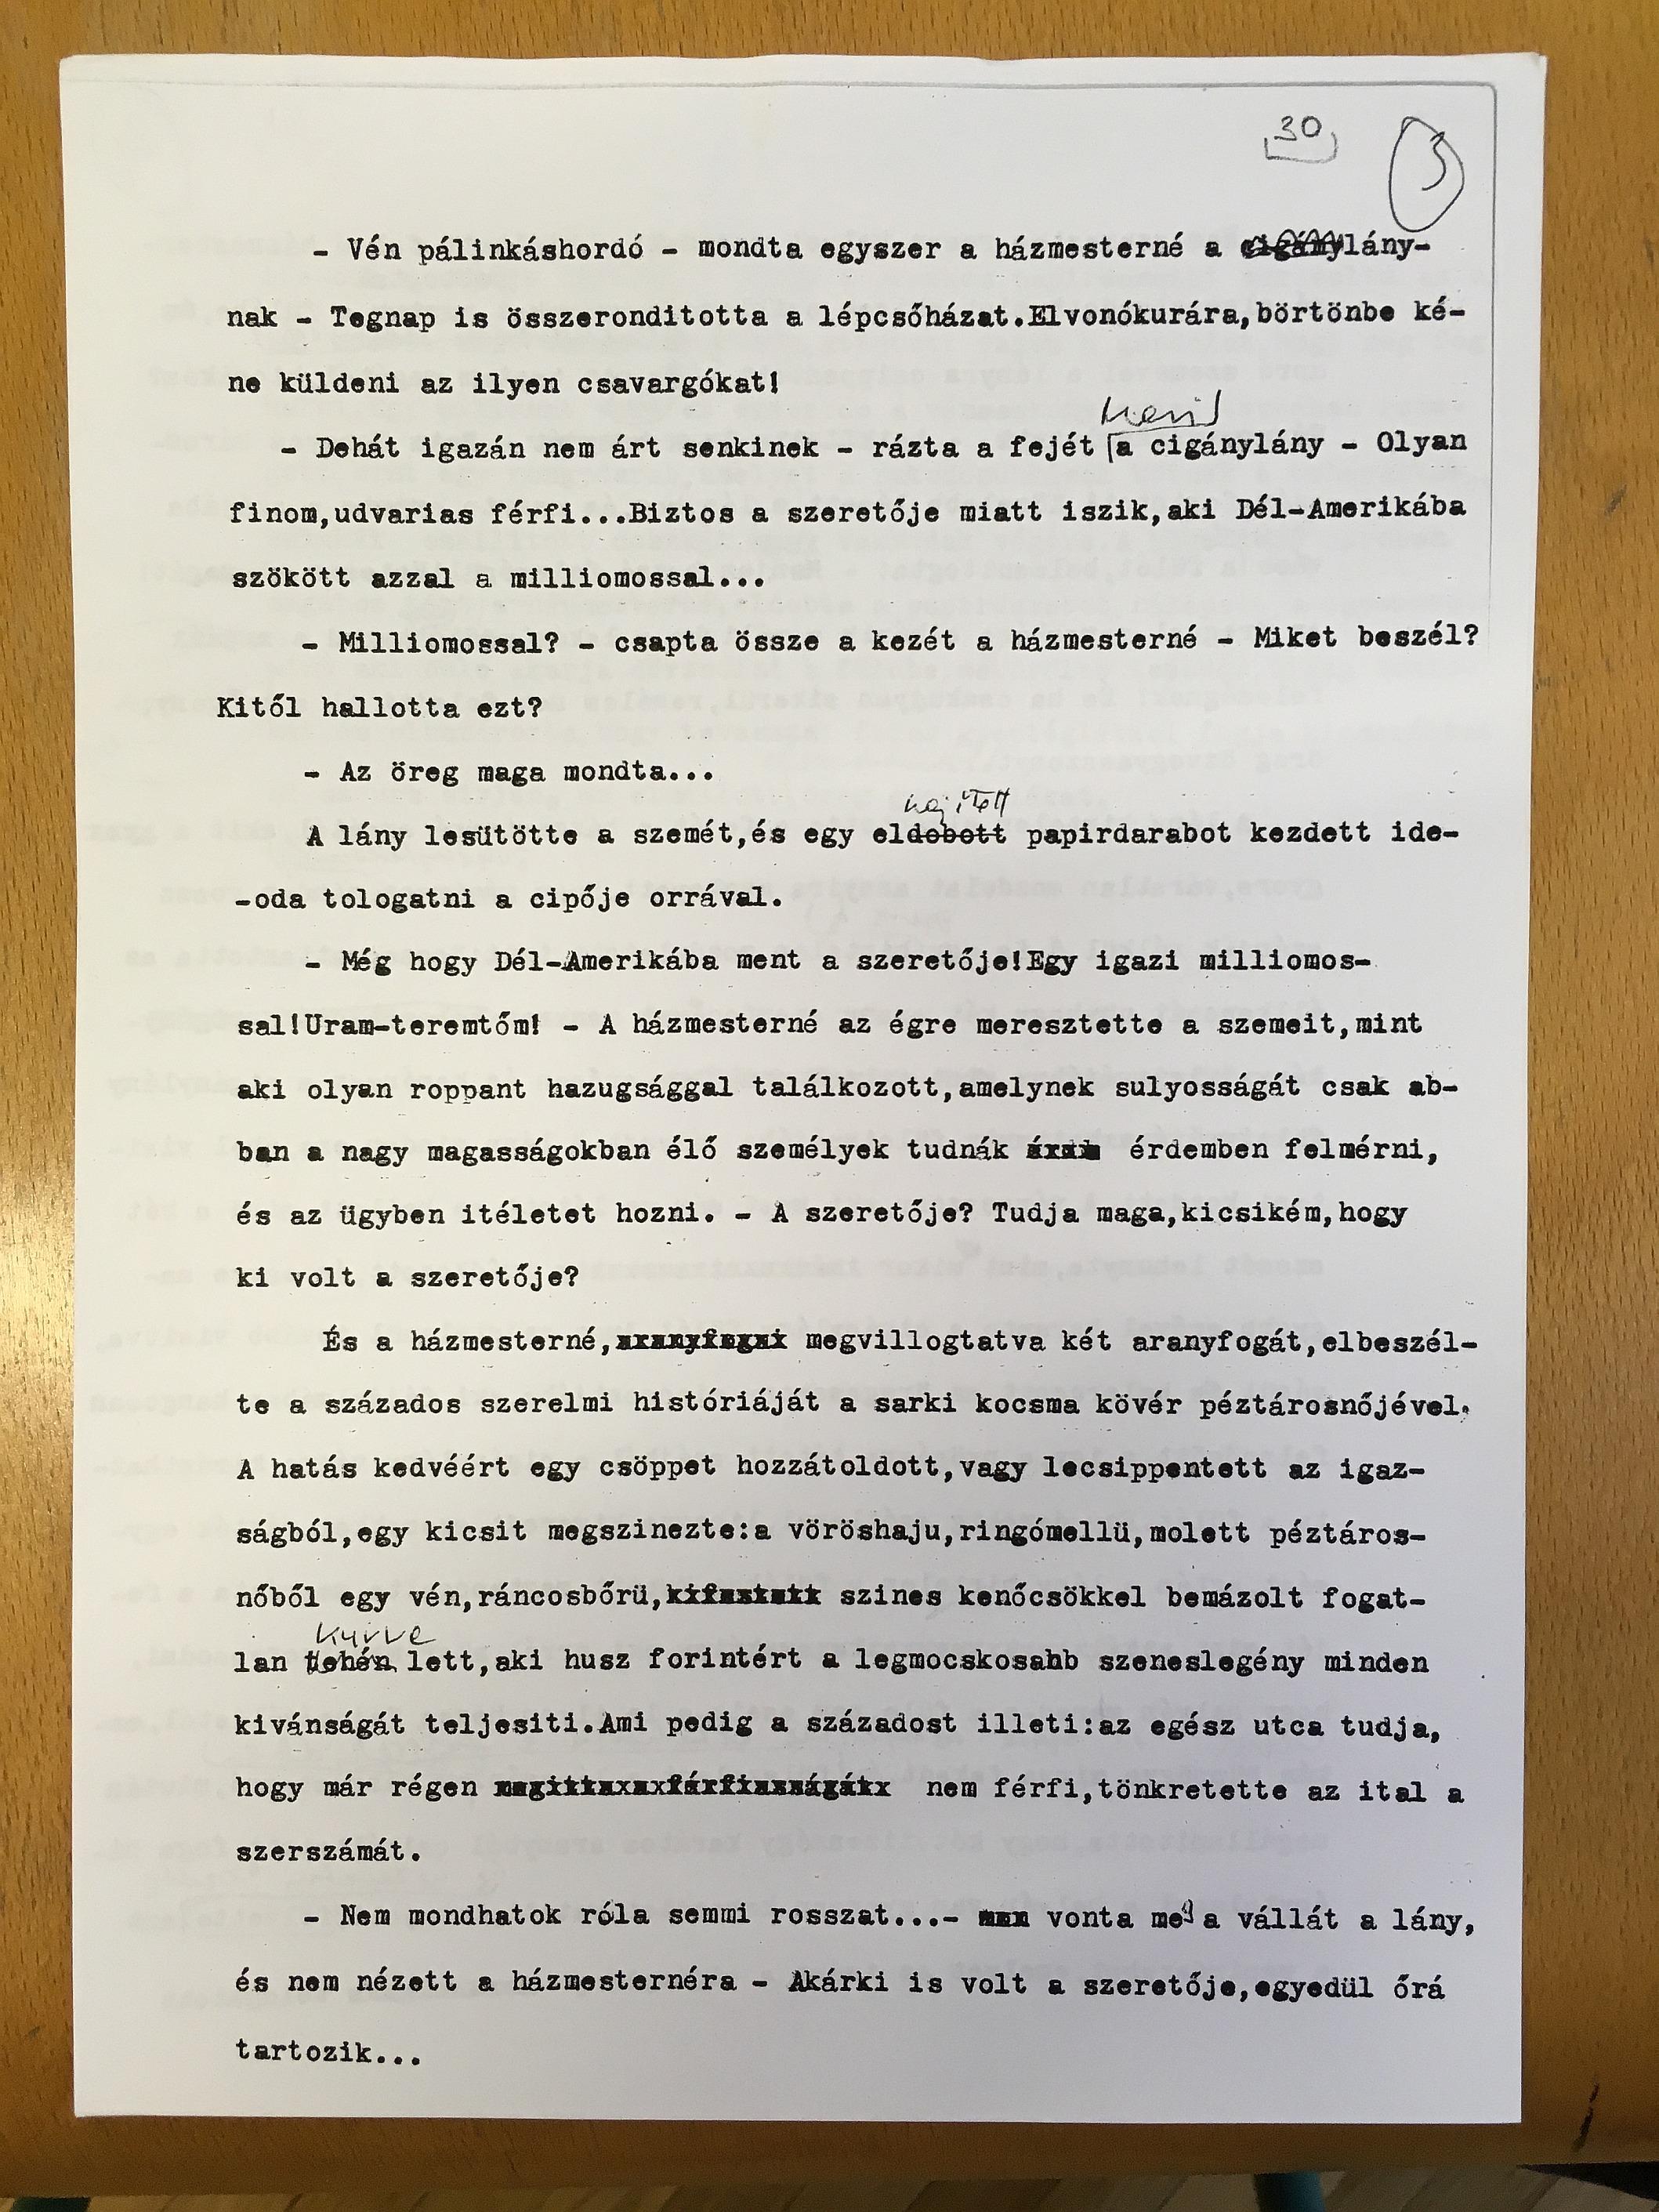 30 3
- Vén pálinkáshordó - mondta egyszer a házmesterné a cigánylány-
nak - Tegnap is összeronditotta a lépcsőházat.Elvonókurára,börtönbe ké-
ne küldeni az ilyen csavargókat!
- Dehát igazán nem árt senkinek - rázta a fejét a cigánylány - Olyan
finom,udvarias férfi...Biztos a szeretője miatt iszik,aki Dél-Amerikába
szökött azzal a milliomossal...
- Milliomossal? - csapta össze a kezét a házmesterné - Miket beszél?
Kitől hallotta ezt?
- Az öreg maga mondta...
hajított
A lány lesütötte a szemét,és egy eldobott papirdarabot kezdett ide-
-oda tologatni a cipője orrával.
- Még hogy Dél-Amerikába ment a szeretője!Egy igazi milliomos-
sal!Uram-teremtőm! - A házmesterné az égre meresztette a szemeit,mint
aki olyan roppant hazugsággal találkozott,amelynek sulyosságát csak ab-
ban a nagy magasságokban élő személyek tudnák érdemben felmérni,
és az ügyben itéletet hozni. - A szeretője? Tudja maga,kicsikém,hogy
ki volt a szeretője?
És a házmesterné, megvillogtatva két aranyfogát,elbeszél-
te a százados szerelmi históriáját a sarki kocsma kövér péztárosnőjével.
A hatás kedvéért egy csöppet hozzátoldott,vagy lecsippentett az igaz-
ságból,egy kicsit megszinezte:a vöröshaju,ringómellü,molett péztáros-
nőből egy vén,ráncosbőrü, szines kenőcsökkel bemázolt fogat-
kurva
lan tehén lett,aki husz forintért a legmocskosabb szeneslegény minden
kivánságát teljesiti.Ami pedig a századost illeti:az egész utca tudja,
hogy már régen nem férfi,tönkretette az ital a
szerszámát.
- Nem mondhatok róla semmi rosszat...- vonta meg a vállát a lány,
és nem nézett a házmesternéra - Akárki is volt a szeretője,egyedül őrá
tartozik...